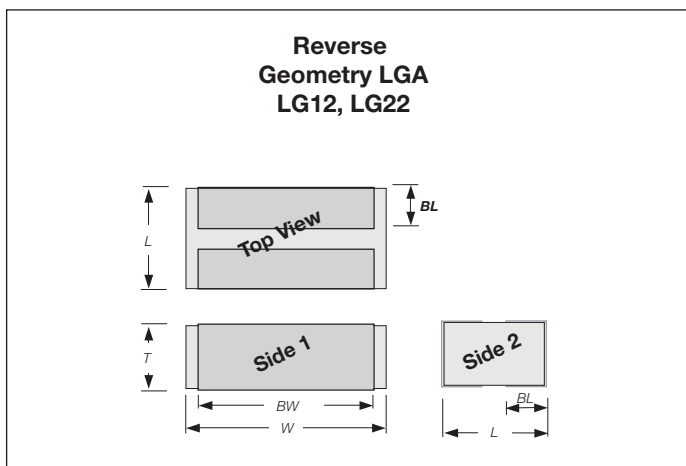 Reverse
Geometry LGA
LG12, LG22
BL
L
Top View
T
Side 1
Side 2
BW
BL
W
L